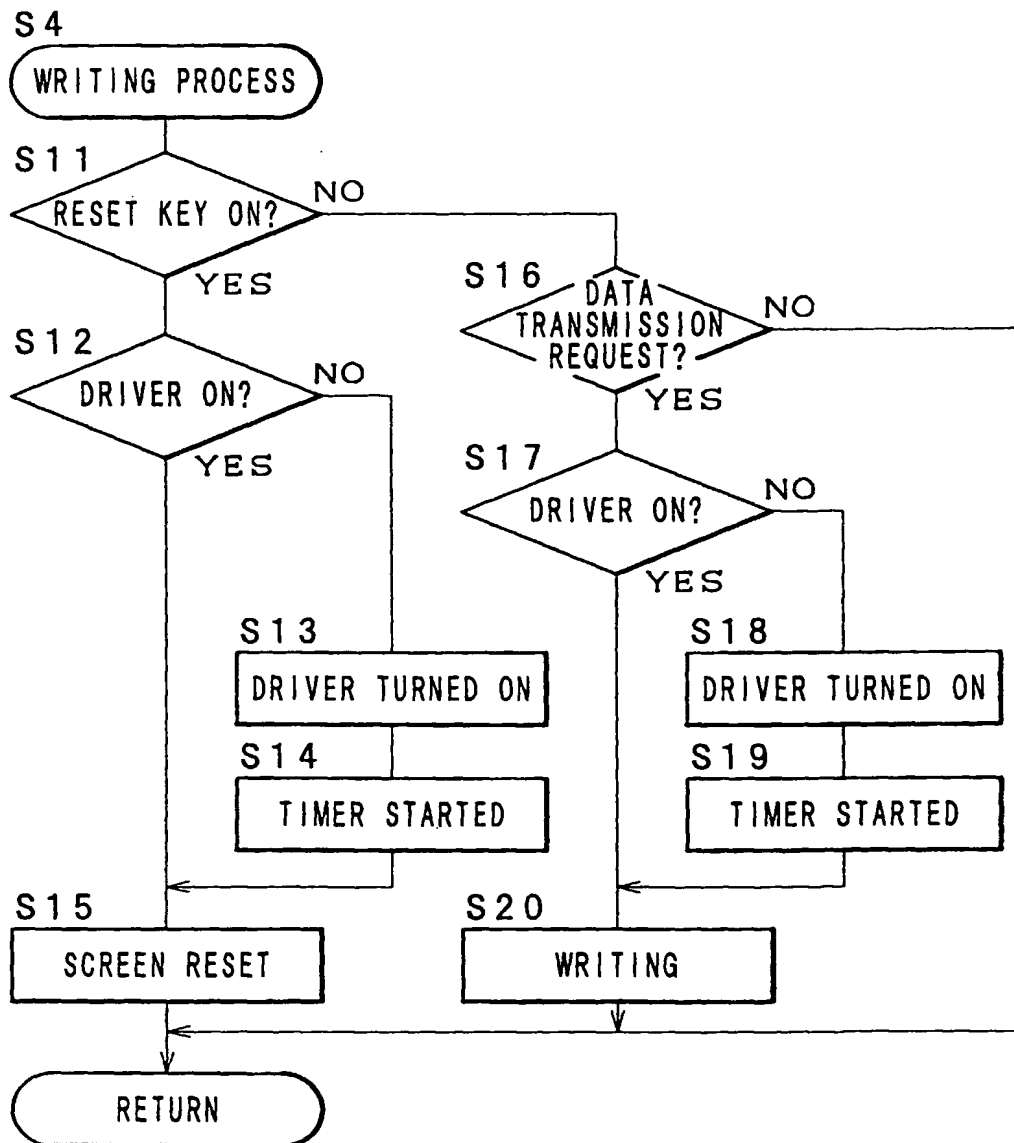 S4
WRITING PROCESS
S11
RESET KEY ON?
NO
YES
S16
DATA
TRANSMISSION
REQUEST?
NO
YES
S12
DRIVER ON?
NO
YES
S17
DRIVER ON?
NO
YES
S13
DRIVER TURNED ON
S18
DRIVER TURNED ON
S14
TIMER STARTED
S19
TIMER STARTED
S15
SCREEN RESET
S20
WRITING
RETURN